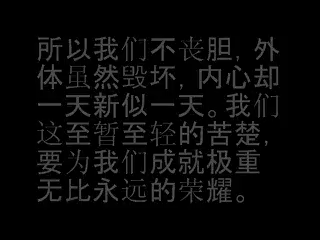 所以我们不丧胆，外
体虽然毁坏，内心却
一天新似一天。我们
这至暂至轻的苦楚，
要为我们成就极重
无比永远的荣耀。